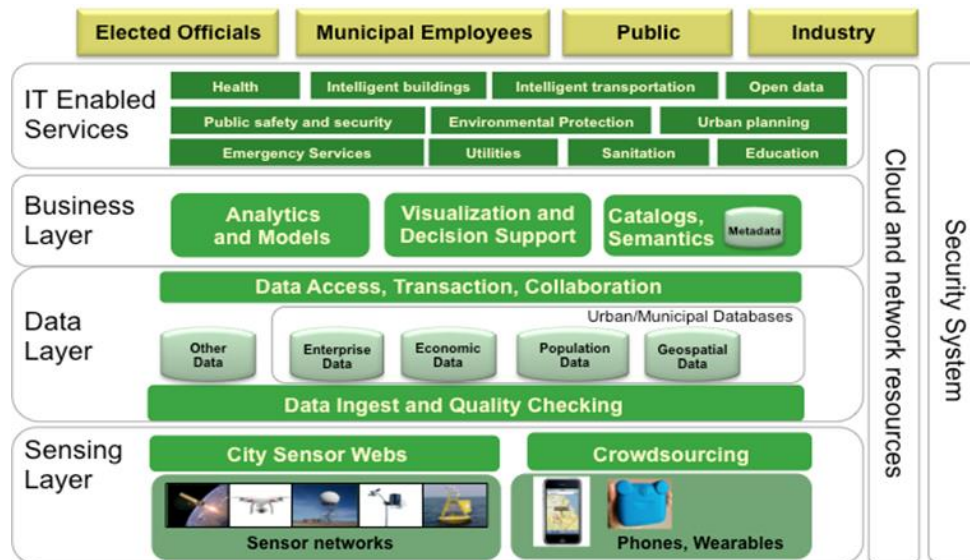 Elected Officials
Municipal Employees
Public
Industry
IT Enabled
Services
Health
Intelligent buildings
Intelligent transportation
Open data
Public safety and security
Environmental Protection
Urban planning
Emergency Services
Utilities
Sanitation
Education
Business
Layer
Analytics
and Models
Visualization and
Decision Support
Catalogs,
Semantics
Metadata
Data
Layer
Data Access, Transaction, Collaboration
Urban/Municipal Databases
Other
Data
Enterprise
Data
Economic
Data
Population
Data
Geospatial
Data
Data Ingest and Quality Checking
Sensing
Layer
City Sensor Webs
Crowdsourcing
Sensor networks
Phones, Wearables
Cloud and network resources
Security System